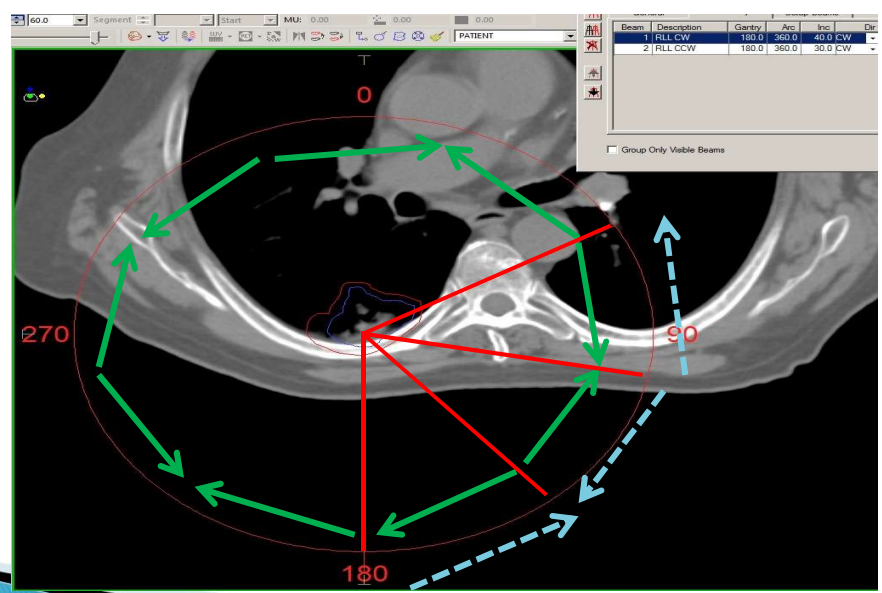 60.0 Segment Start MU: 0.00 0.00 0.00
PATIENT
Beam Description Gantry Arc Inc Dir
1 RLL CW 180.0 360.0 40.0 CW
2 RLL CCW 180.0 360.0 30.0 CW
Group Only Visible Beams
0
270
90
180